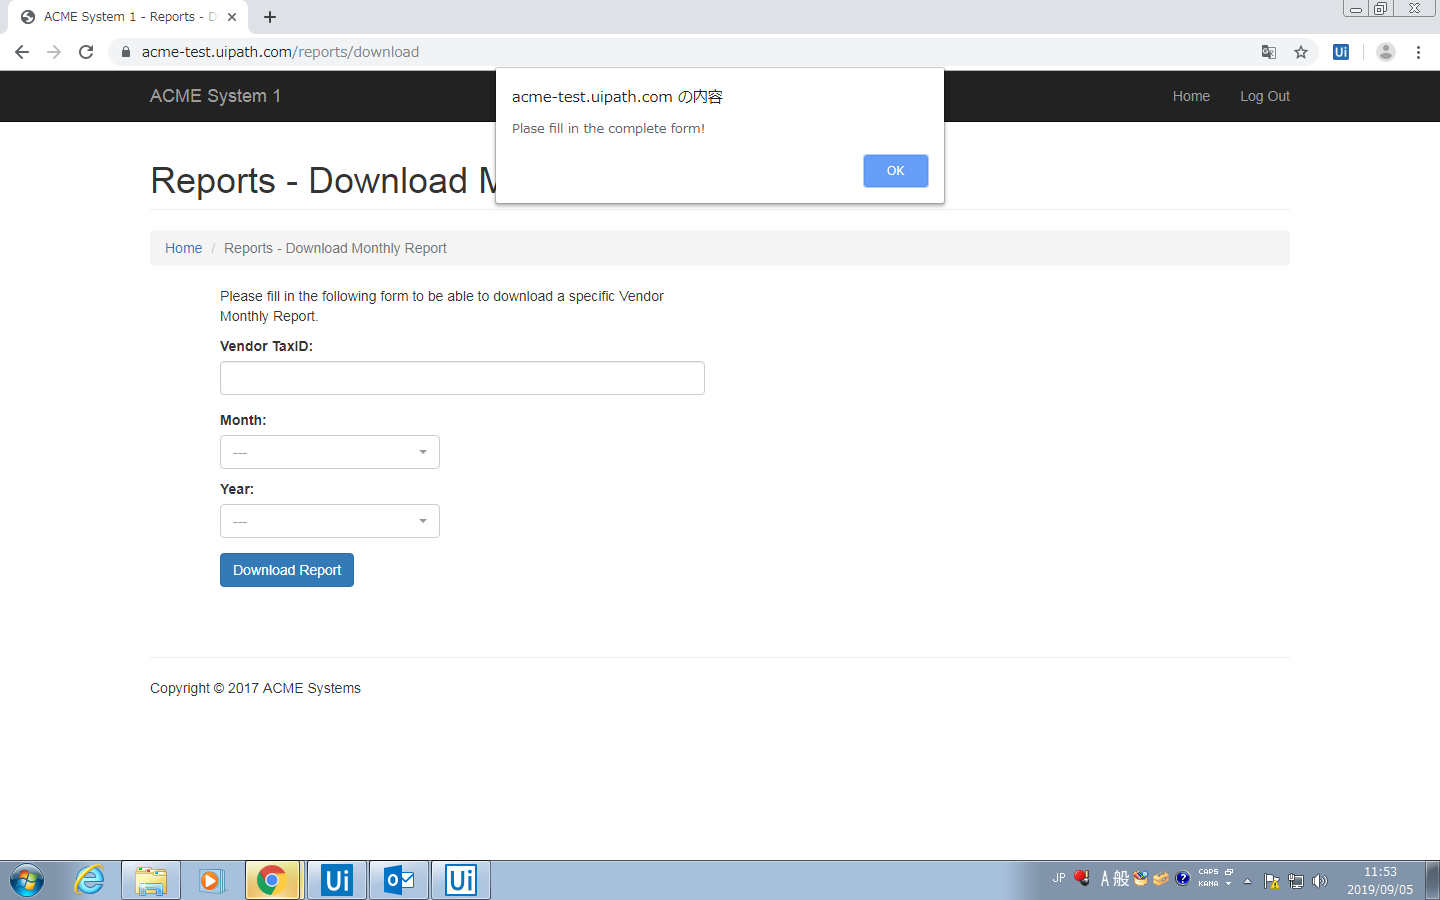 ACME System 1 - Reports - D
acme-test.uipath.com/reports/download
Ui
ACME System 1
Home
Log Out
acme-test.uipath.com の内容
Plase fill in the complete form!
OK
Reports - Download M
Home / Reports - Download Monthly Report
Please fill in the following form to be able to download a specific Vendor
Monthly Report.
Vendor TaxID:
Month:
---
Year:
---
Download Report
Copyright © 2017 ACME Systems
Ui
Ui
JP
A 般
CAPS
KANA
11:53
2019/09/05